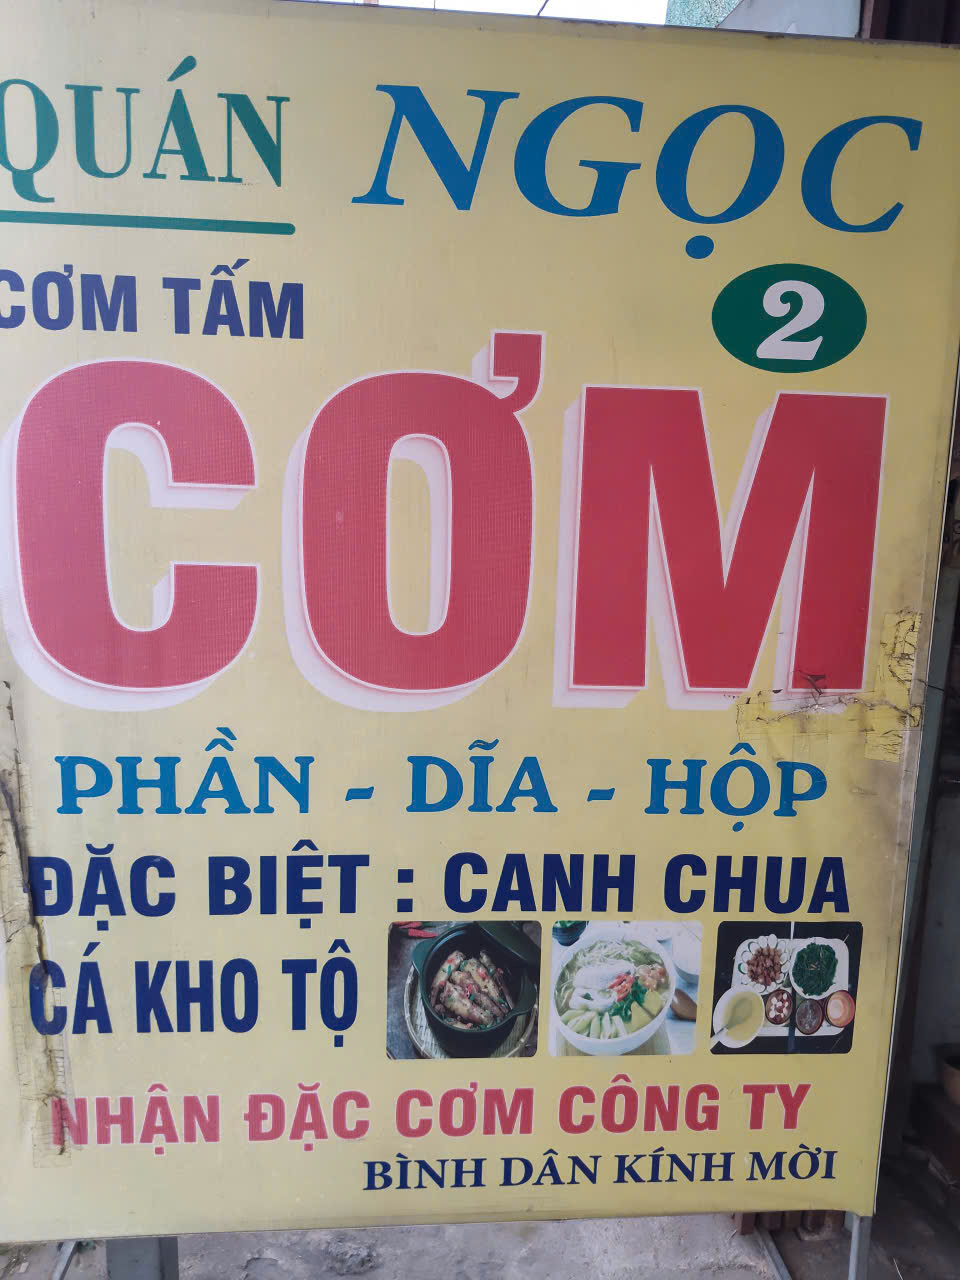 QUÁN NGỌC
2
CƠM TẤM
CƠM
PHẦN - DĨA - HỘP
ĐẶC BIỆT : CANH CHUA
CÁ KHO TỘ
NHẬN ĐẶC CƠM CÔNG TY
BÌNH DÂN KÍNH MỜI